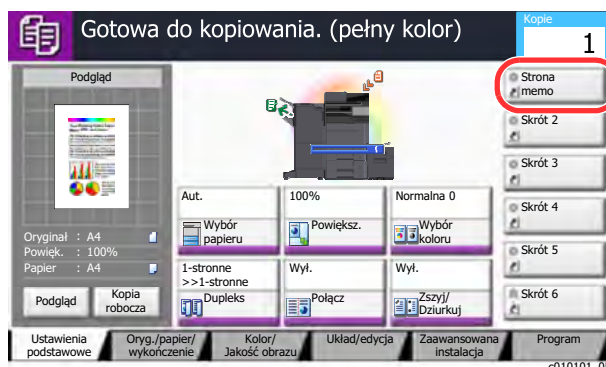 Gotowa do kopiowania. (pełny kolor)
Kopie
1
Podgląd
Oryginał : A4
Powięk. : 100%
Papier : A4
Podgląd
Kopia
robocza
Aut.
Wybór
papieru
100%
Powiększ.
Normalna 0
Wybór
koloru
1-stronne
>>1-stronne
Dupleks
Wył.
Połącz
Wył.
Zszyj/
Dziurkuj
Strona
memo
Skrót 2
Skrót 3
Skrót 4
Skrót 5
Skrót 6
Ustawienia
podstawowe
Oryg./papier/
wykończenie
Kolor/
Jakość obrazu
Układ/edycja
Zaawansowana
instalacja
Program